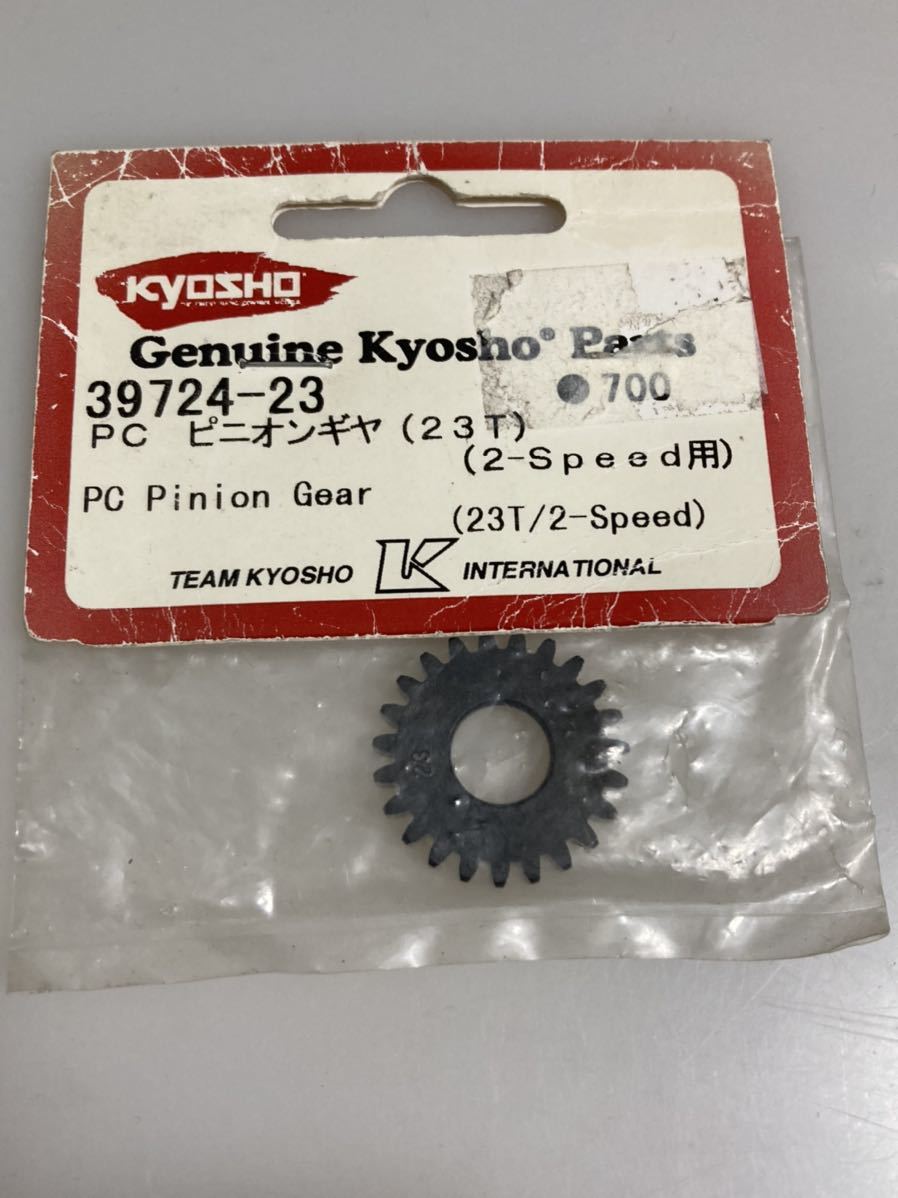 KYOSHO
Genuine Kyosho® Parts
39724-23
●700
PC ピニオンギヤ(23T)
(2-Speed用)
PC Pinion Gear
(23T/2-Speed)
TEAM KYOSHO K INTERNATIONAL
23